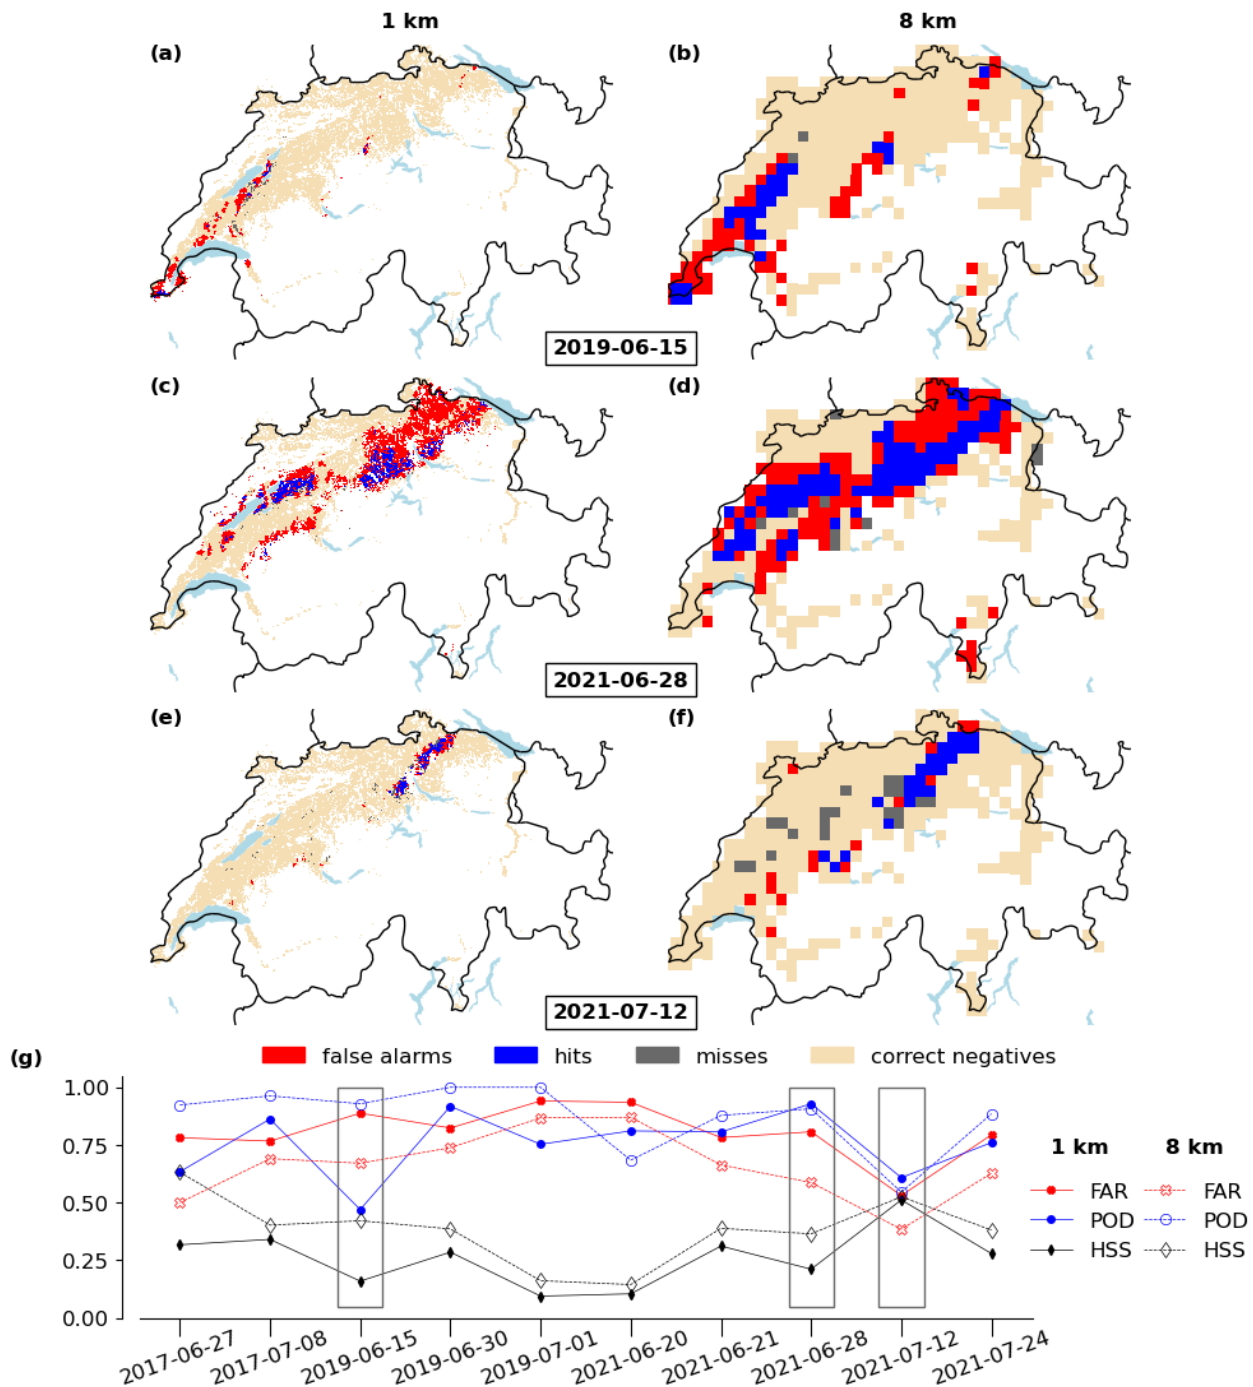 1 km 8 km
(a) (b)
2019-06-15
(c) (d)
2021-06-28
(e) (f)
2021-07-12
(g) false alarms hits misses correct negatives
1.00
0.75
0.50
0.25
0.00
2017-06-27 2017-07-08 2019-06-15 2019-06-30 2019-07-01 2021-06-20 2021-06-21 2021-06-28 2021-07-12 2021-07-24
1 km 8 km
FAR FAR
POD POD
HSS HSS